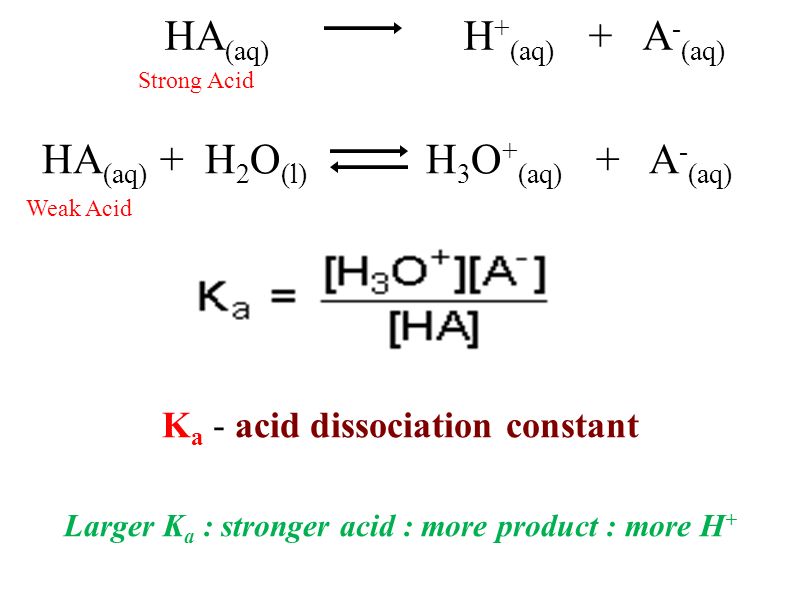 HA(aq) ⟶ H⁺(aq) + A⁻(aq)
Strong Acid
HA(aq) + H₂O(l) ⇌ H₃O⁺(aq) + A⁻(aq)
Weak Acid
Kₐ = [H₃O⁺][A⁻] / [HA]
Kₐ - acid dissociation constant
Larger Kₐ : stronger acid : more product : more H⁺